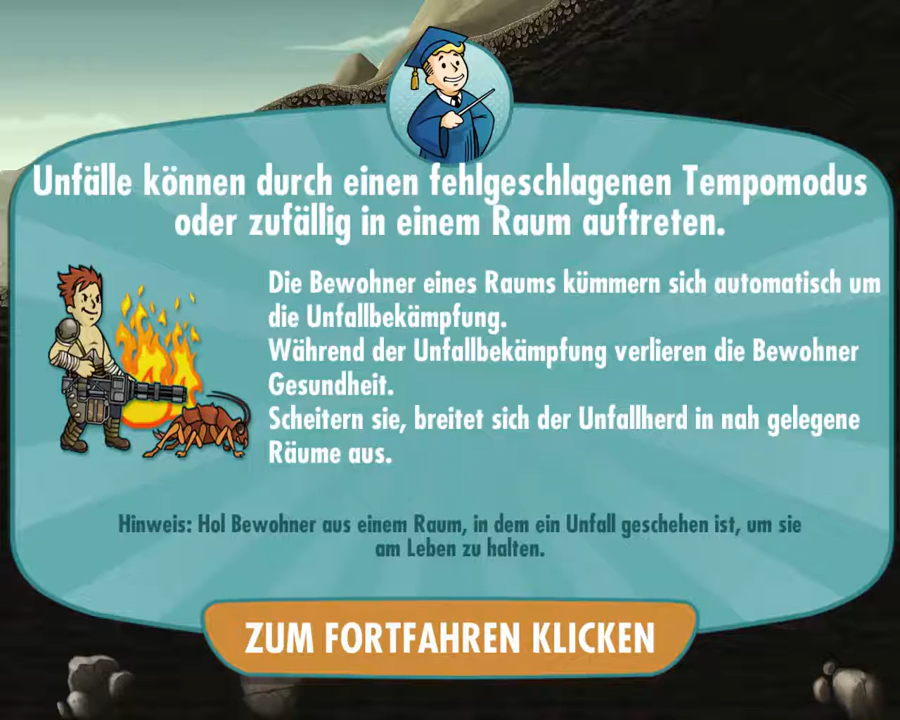 Unfälle können durch einen fehlgeschlagenen Tempomodus
oder zufällig in einem Raum auftreten.
Die Bewohner eines Raums kümmern sich automatisch um
die Unfallbekämpfung.
Während der Unfallbekämpfung verlieren die Bewohner
Gesundheit.
Scheitern sie, breitet sich der Unfallherd in nah gelegene
Räume aus.
Hinweis: Hol Bewohner aus einem Raum, in dem ein Unfall geschehen ist, um sie
am Leben zu halten.
ZUM FORTFAHREN KLICKEN